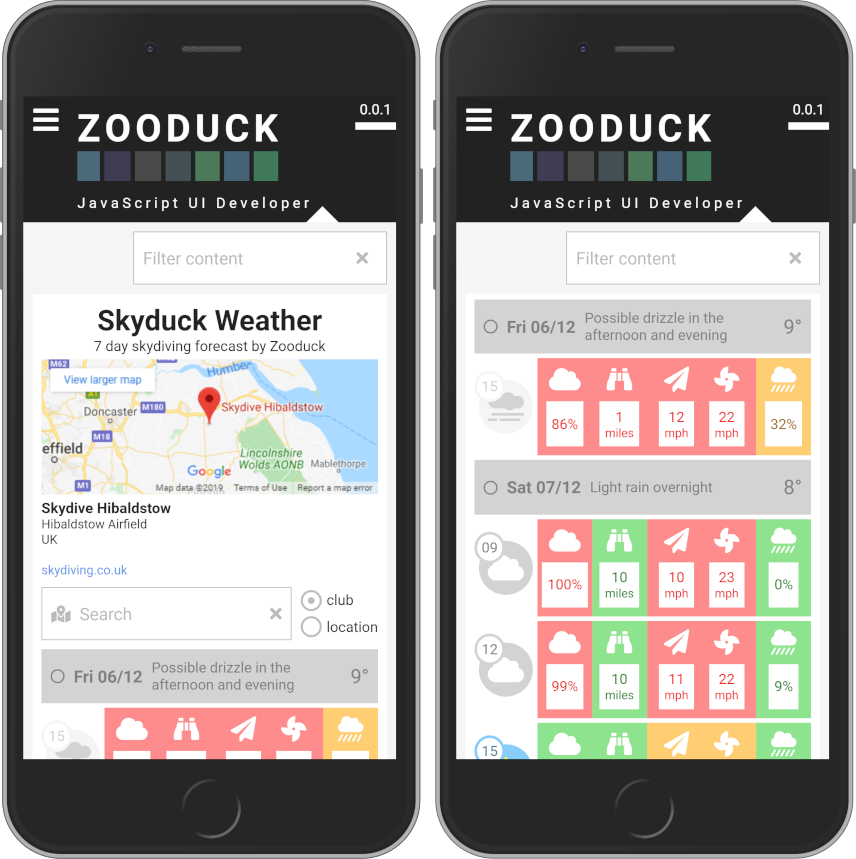 0.0.1
ZOODUCK
JavaScript UI Developer
Filter content
Skyduck Weather
7 day skydiving forecast by Zooduck
M62
Humber
View larger map
Doncaster
M180
Skydive Hibaldstow
M18
effield
Lincolnshire
Wolds AONB
Mablethorpe
Google
M1
Map data ©2019 Terms of Use Report a map error
Skydive Hibaldstow
Hibaldstow Airfield
UK
skydiving.co.uk
Search
club
location
Fri 06/12 Possible drizzle in the
afternoon and evening 9°
15
0.0.1
ZOODUCK
JavaScript UI Developer
Filter content
Fri 06/12 Possible drizzle in the
afternoon and evening 9°
15
86% 1 miles 12 mph 22 mph 32%
Sat 07/12 Light rain overnight 8°
09
100% 10 miles 10 mph 23 mph 0%
12
99% 10 miles 11 mph 22 mph 9%
15